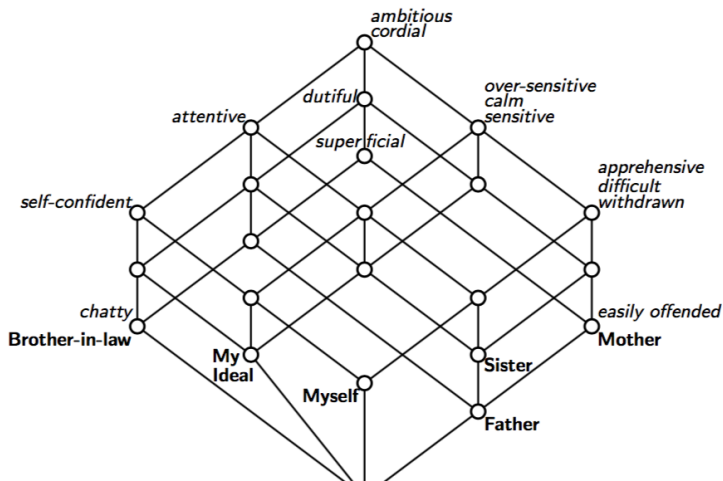 ambitious
cordial
dutiful
over-sensitive
calm
sensitive
attentive
superficial
apprehensive
difficult
withdrawn
self-confident
chatty
Brother-in-law
easily offended
Mother
My
Ideal
Sister
Myself
Father